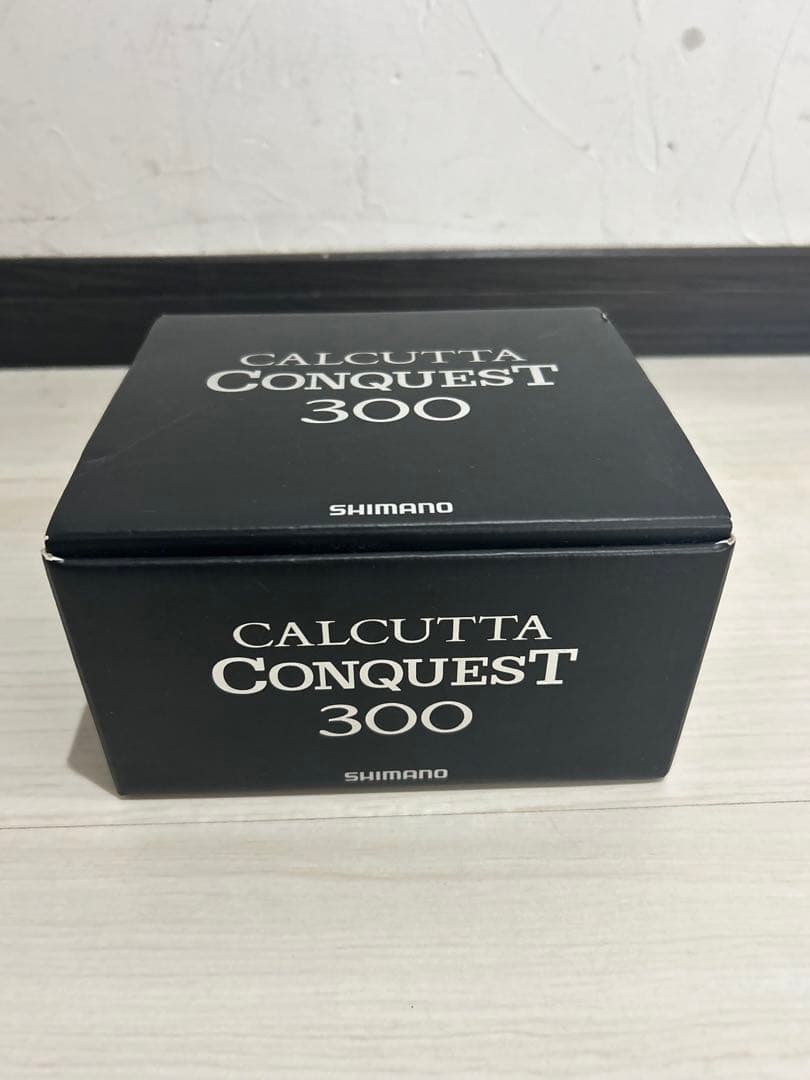 CALCUTTA
CONQUEST
300
SHIMANO
CALCUTTA
CONQUEST
300
SHIMANO